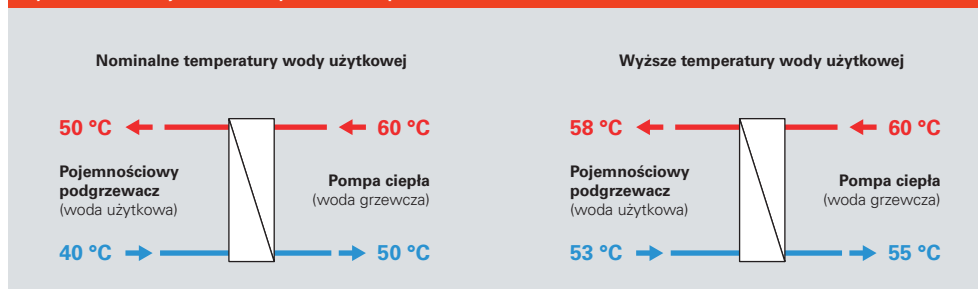 Nominalne temperatury wody użytkowej
50 °C
60 °C
Pojemnościowy
podgrzewacz
(woda użytkowa)
Pompa ciepła
(woda grzewcza)
40 °C
50 °C
Wyższe temperatury wody użytkowej
58 °C
60 °C
Pojemnościowy
podgrzewacz
(woda użytkowa)
Pompa ciepła
(woda grzewcza)
53 °C
55 °C